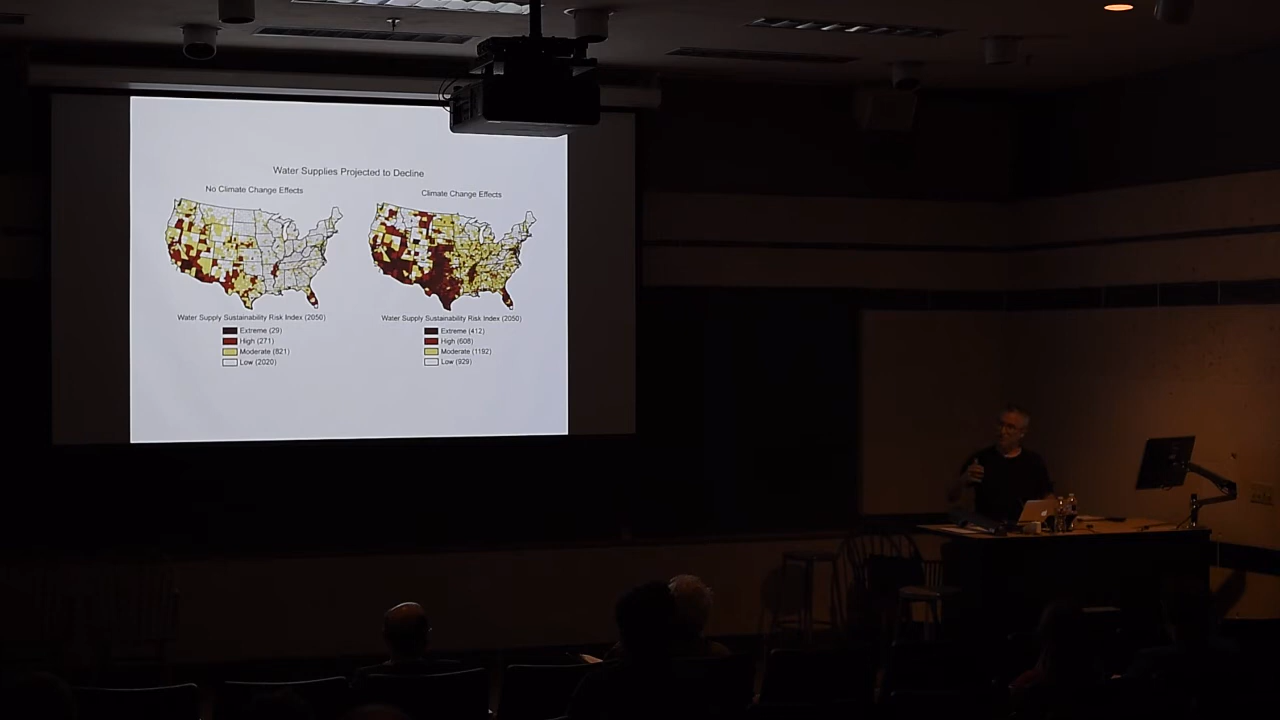 Water Supplies Projected to Decline
No Climate Change Effects
Climate Change Effects
Water Supply Sustainability Risk Index (2050)
Extreme (29)
High (271)
Moderate (821)
Low (2020)
Water Supply Sustainability Risk Index (2050)
Extreme (412)
High (608)
Moderate (1192)
Low (929)